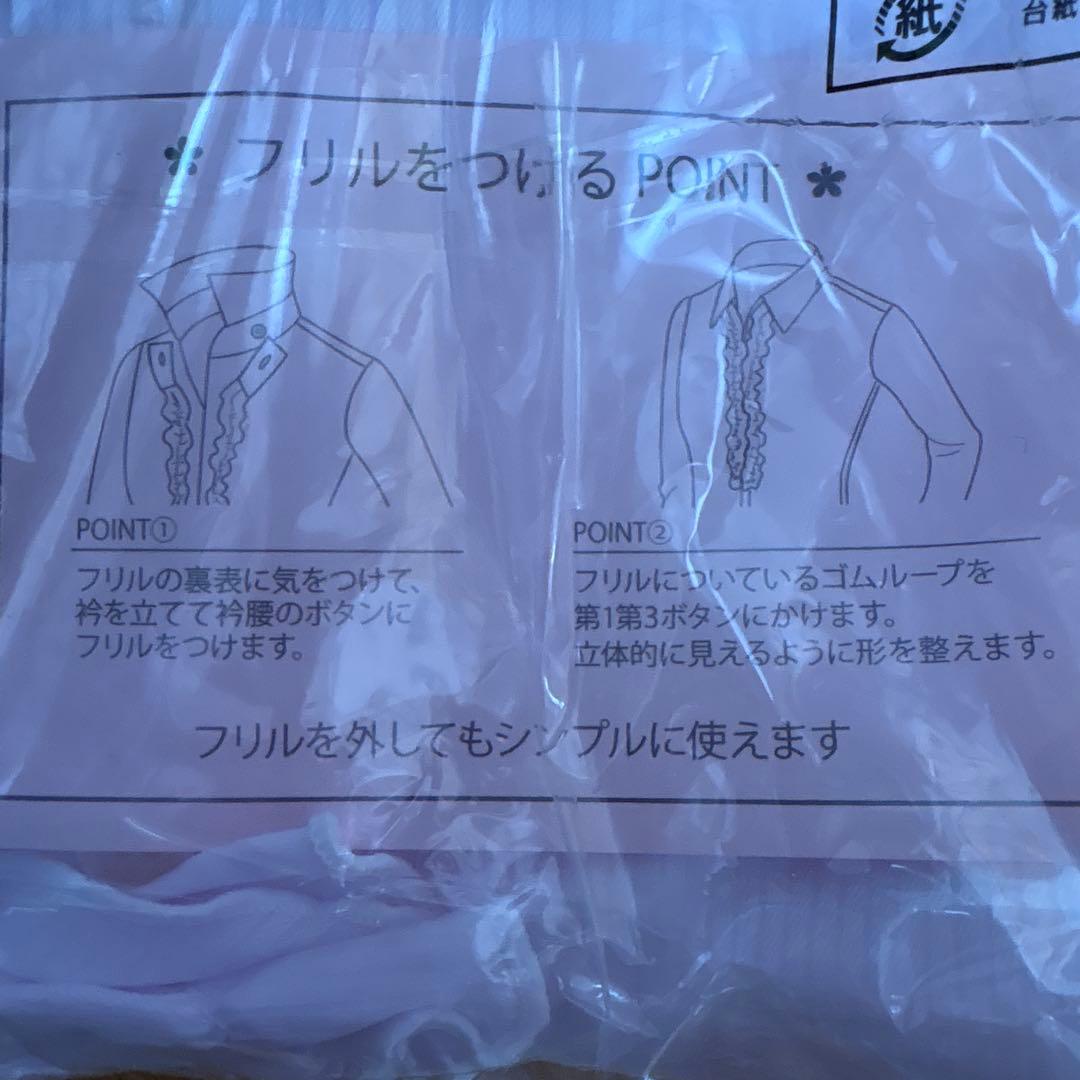 紙
台紙
* フリルをつける POINT *
POINT①
フリルの裏表に気をつけて、
衿を立てて衿腰のボタンに
フリルをつけます。
POINT②
フリルについているゴムループを
第1第3ボタンにかけます。
立体的に見えるように形を整えます。
フリルを外してもシンプルに使えます